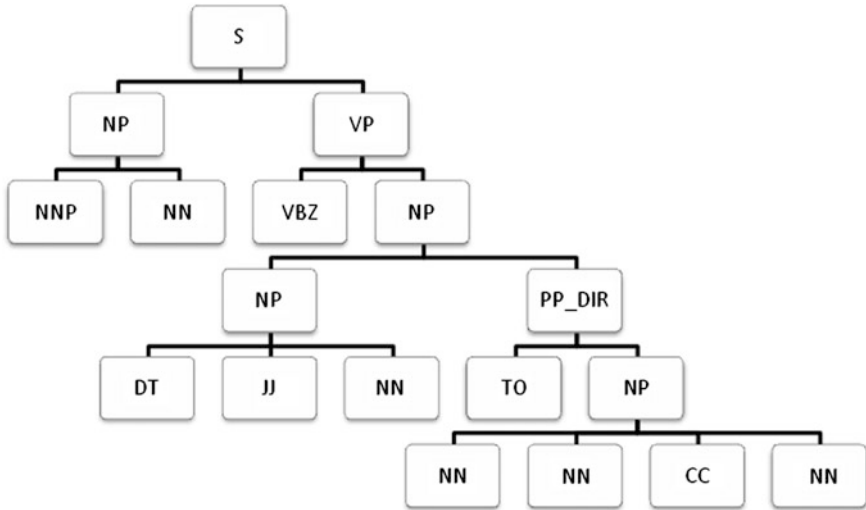 S
NP VP
NNP NN VBZ NP
NP PP_DIR
DT JJ NN TO NP
NN NN CC NN